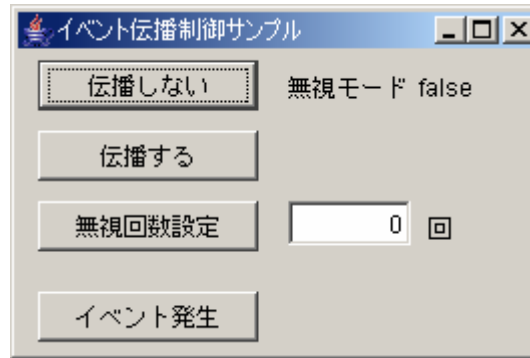 イベント伝播制御サンプル
伝播しない 無視モード false
伝播する
無視回数設定 0 回
イベント発生